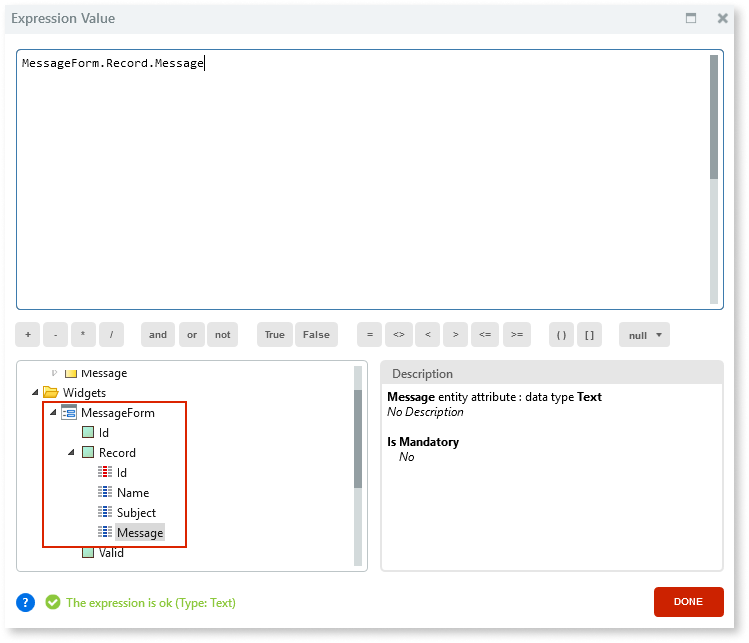 Expression Value
MessageForm.Record.Message
+ - * / and or not True False = <> < > <= >= ( ) [ ] null
Message
Widgets
MessageForm
Id
Record
Id
Name
Subject
Message
Valid
Description
Message entity attribute : data type Text
No Description
Is Mandatory
No
? The expression is ok (Type: Text)
DONE